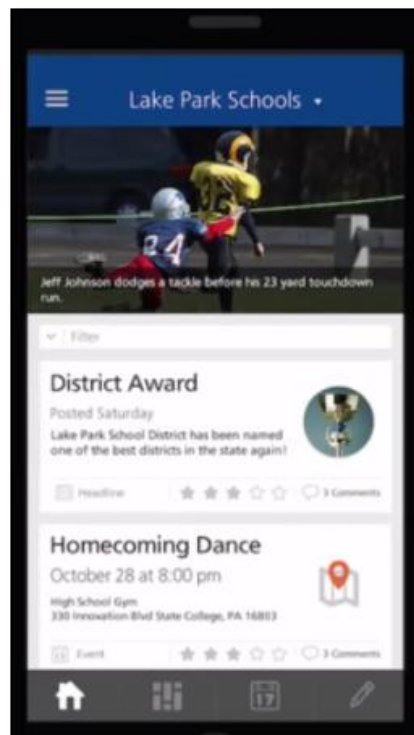 Lake Park Schools
32
24
Jeff Johnson dodges a tackle before his 23 yard touchdown
run.
Filter
District Award
Posted Saturday
Lake Park School District has been named
one of the best districts in the state again!
Headline
3 Comments
Homecoming Dance
October 28 at 8:00 pm
High School Gym
330 Innovation Blvd State College, PA 16803
Event
3 Comments
17